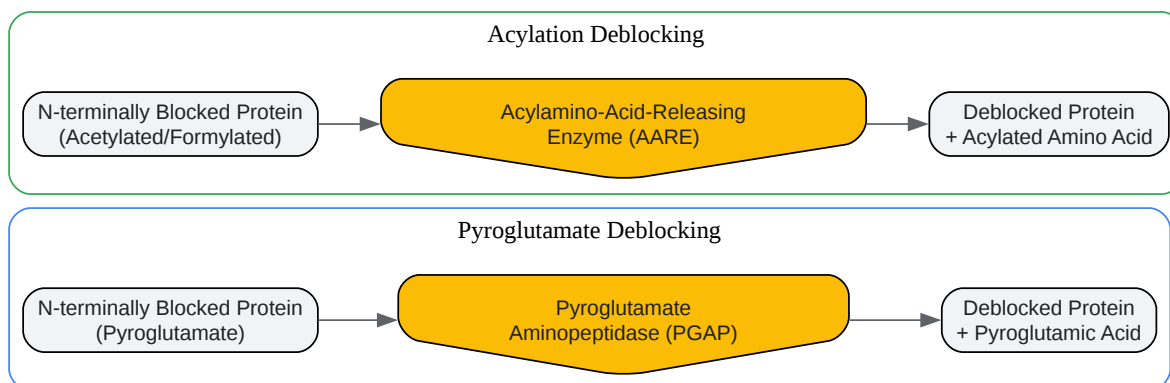 Acylation Deblocking
N-terminally Blocked Protein
(Acetylated/Formylated)
Acylamino-Acid-Releasing
Enzyme (AARE)
Deblocked Protein
+ Acylated Amino Acid
Pyroglutamate Deblocking
N-terminally Blocked Protein
(Pyroglutamate)
Pyroglutamate
Aminopeptidase (PGAP)
Deblocked Protein
+ Pyroglutamic Acid